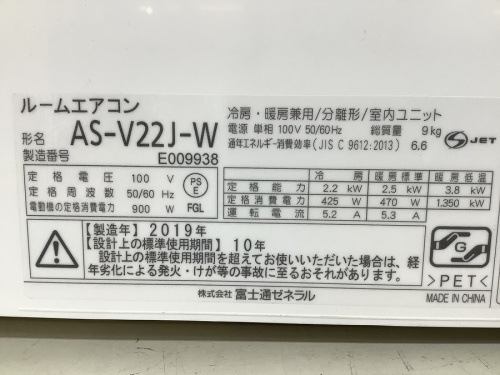 ルームエアコン
形名 AS-V22J-W
製造番号 E009938
冷房・暖房兼用/分離形/室内ユニット
電源 単相 100V 50/60Hz 総質量 9kg
通年エネルギー消費効率(JIS C 9612:2013) 6.6
JET
定格電圧 100 V
定格周波数 50/60 Hz
電動機の定格消費電力 900 W
PS
E
FGL
冷房 暖房標準 暖房低温
定格能力 2.2 kW 2.5 kW 3.8 kW
定格消費電力 425 W 470 W 1,350 kW
運転電流 5.2 A 5.3 A
【製造年】2019年
【設計上の標準使用期間】10年
設計上の標準使用期間を超えてお使いいただいた場合は、経
年劣化による発火・けが等の事故に至るおそれがあります。
G
>PET<
MADE IN CHINA
株式会社 富士通ゼネラル